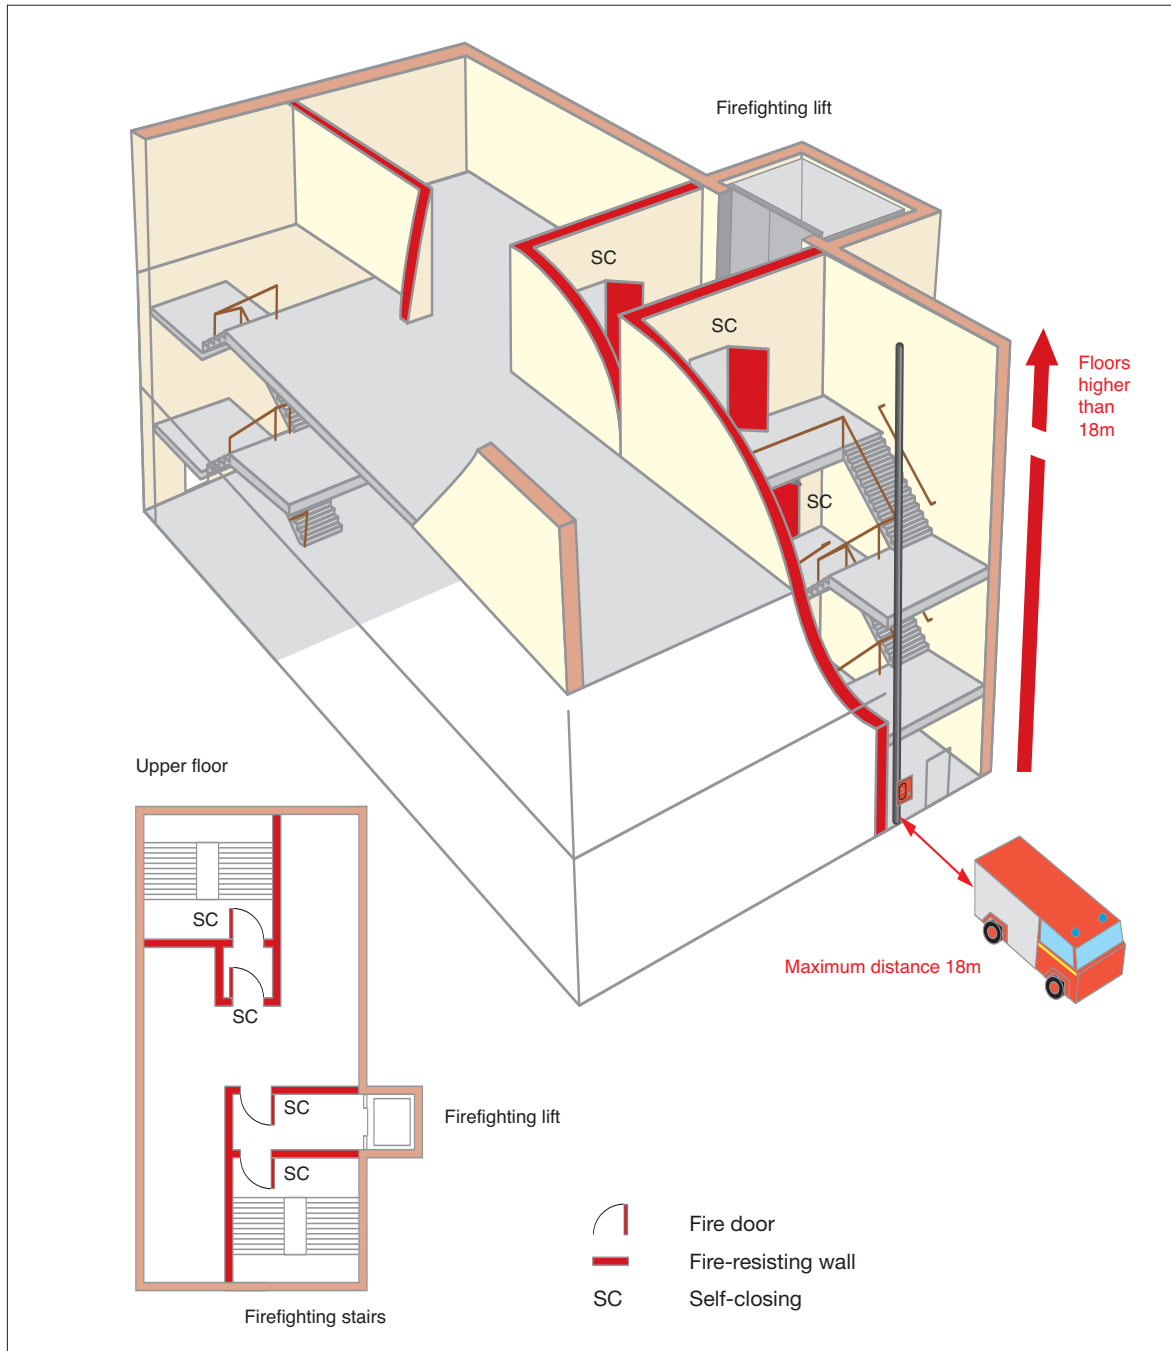 Firefighting lift
SC
SC
Floors
higher
than
18m
SC
Upper floor
Maximum distance 18m
SC
SC
SC
Firefighting lift
SC
Fire door
Fire-resisting wall
SC Self-closing
Firefighting stairs